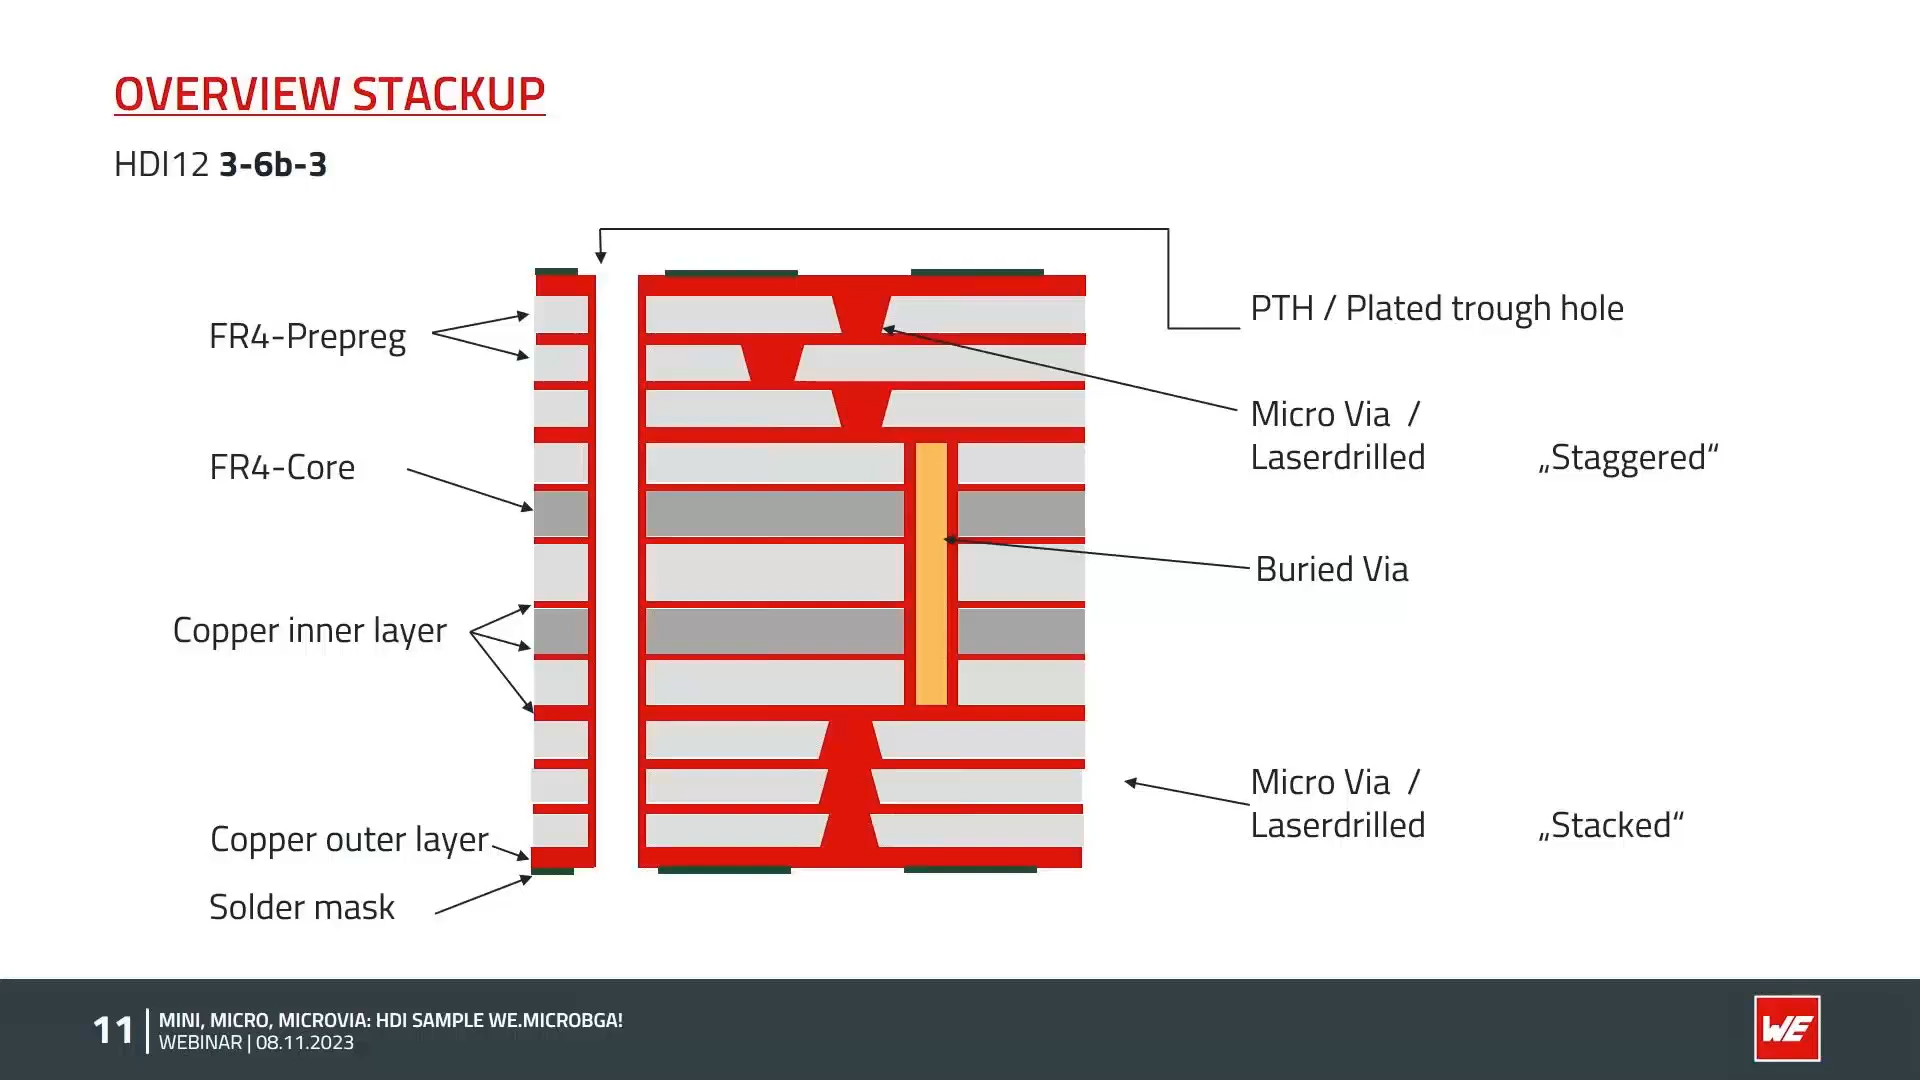 OVERVIEW STACKUP
HDI12 3-6b-3
FR4-Prepreg
FR4-Core
Copper inner layer
Copper outer layer
Solder mask
PTH / Plated trough hole
Micro Via /
Laserdrilled „Staggered“
Buried Via
Micro Via /
Laserdrilled „Stacked“
11
MINI, MICRO, MICROVIA: HDI SAMPLE WE.MICROBGA!
WEBINAR | 08.11.2023
WE